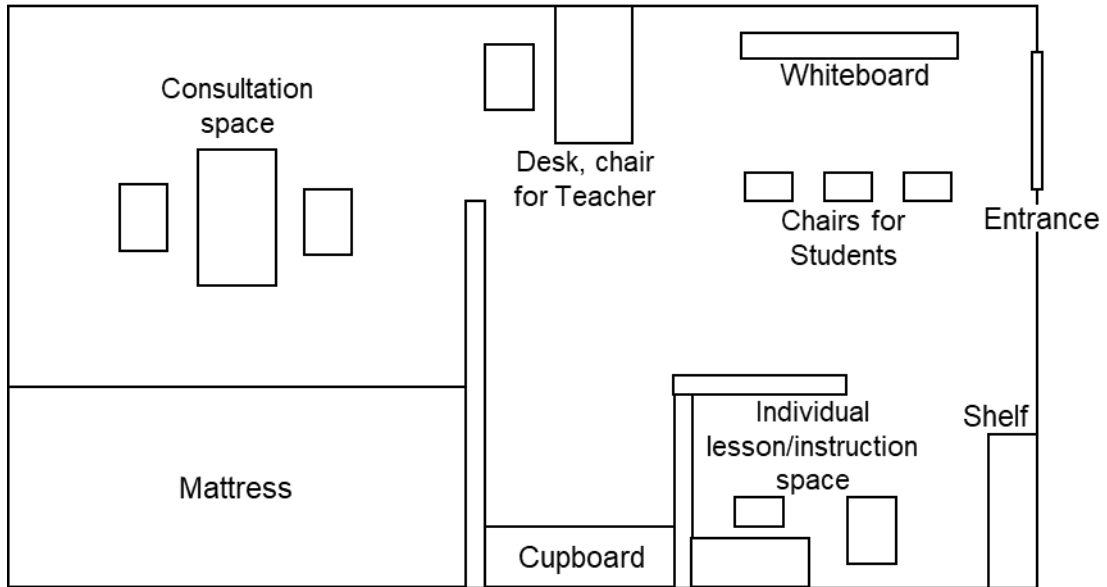 Consultation
space
Desk, chair
for Teacher
Whiteboard
Chairs for
Students
Entrance
Mattress
Cupboard
Individual
lesson/instruction
space
Shelf